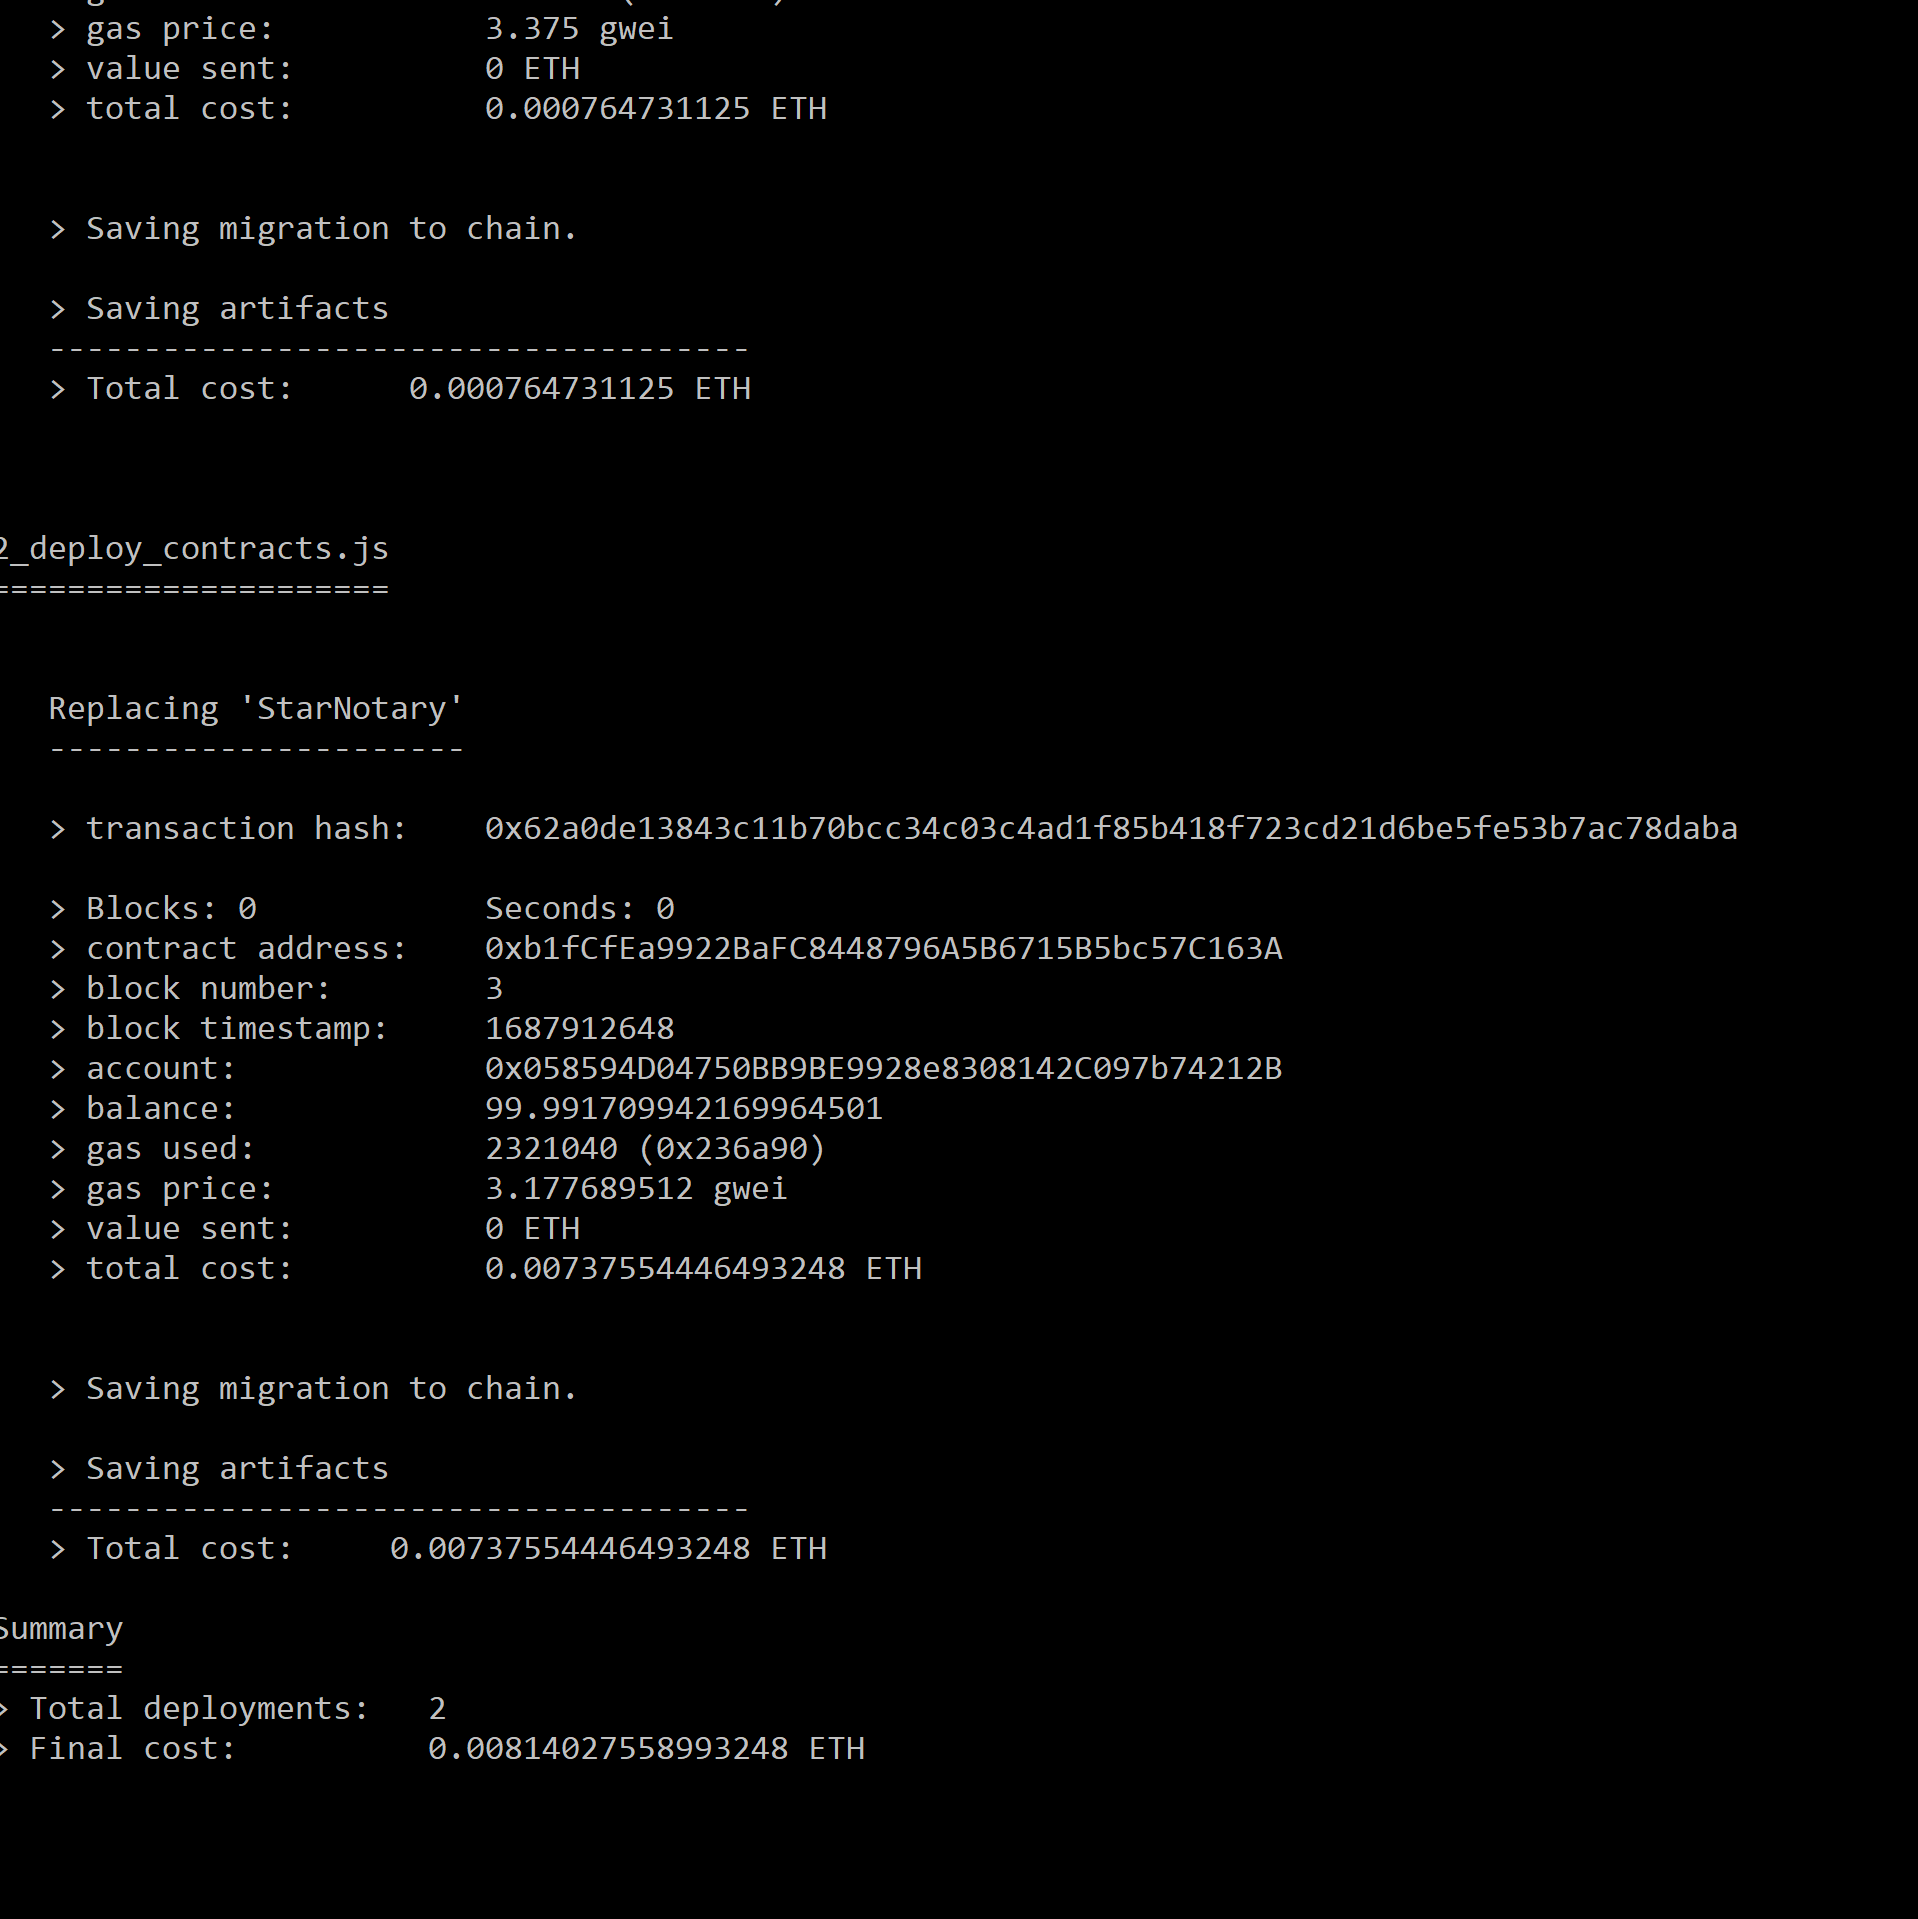 > gas price: 3.375 gwei
> value sent: 0 ETH
> total cost: 0.000764731125 ETH
> Saving migration to chain.
> Saving artifacts
-------------------------------------
> Total cost: 0.000764731125 ETH
2_deploy_contracts.js
=====================
Replacing 'StarNotary'
----------------------
> transaction hash: 0x62a0de13843c11b70bcc34c03c4ad1f85b418f723cd21d6be5fe53b7ac78daba
> Blocks: 0 Seconds: 0
> contract address: 0xb1fCfEa9922BaFC8448796A5B6715B5bc57C163A
> block number: 3
> block timestamp: 1687912648
> account: 0x058594D04750BB9BE9928e8308142C097b74212B
> balance: 99.991709942169964501
> gas used: 2321040 (0x236a90)
> gas price: 3.177689512 gwei
> value sent: 0 ETH
> total cost: 0.00737554446493248 ETH
> Saving migration to chain.
> Saving artifacts
-------------------------------------
> Total cost: 0.00737554446493248 ETH
Summary
=======
> Total deployments: 2
> Final cost: 0.00814027558993248 ETH